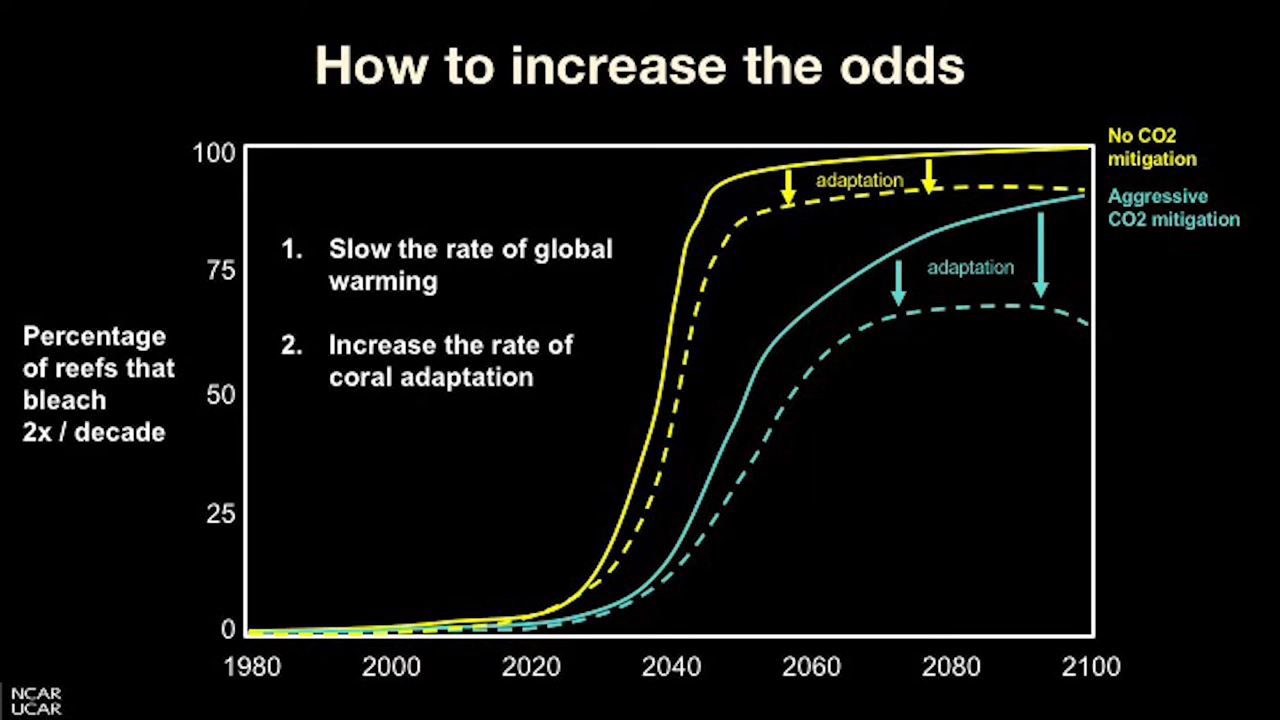 How to increase the odds
No CO2
mitigation
Aggressive
CO2 mitigation
100
75
50
25
0
adaptation
adaptation
1. Slow the rate of global
warming
2. Increase the rate of
coral adaptation
Percentage
of reefs that
bleach
2x / decade
1980 2000 2020 2040 2060 2080 2100
NCAR
UCAR